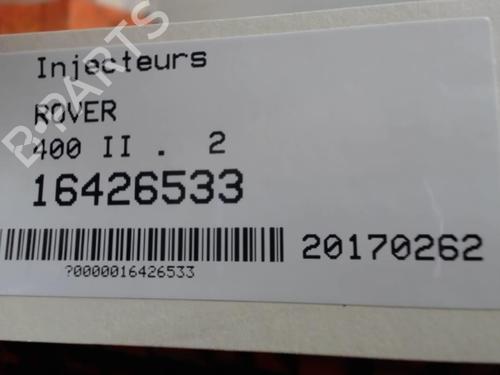 Injecteurs
ROVER
400 II . 2
16426533
20170262
?0000016426533
B-PARTS